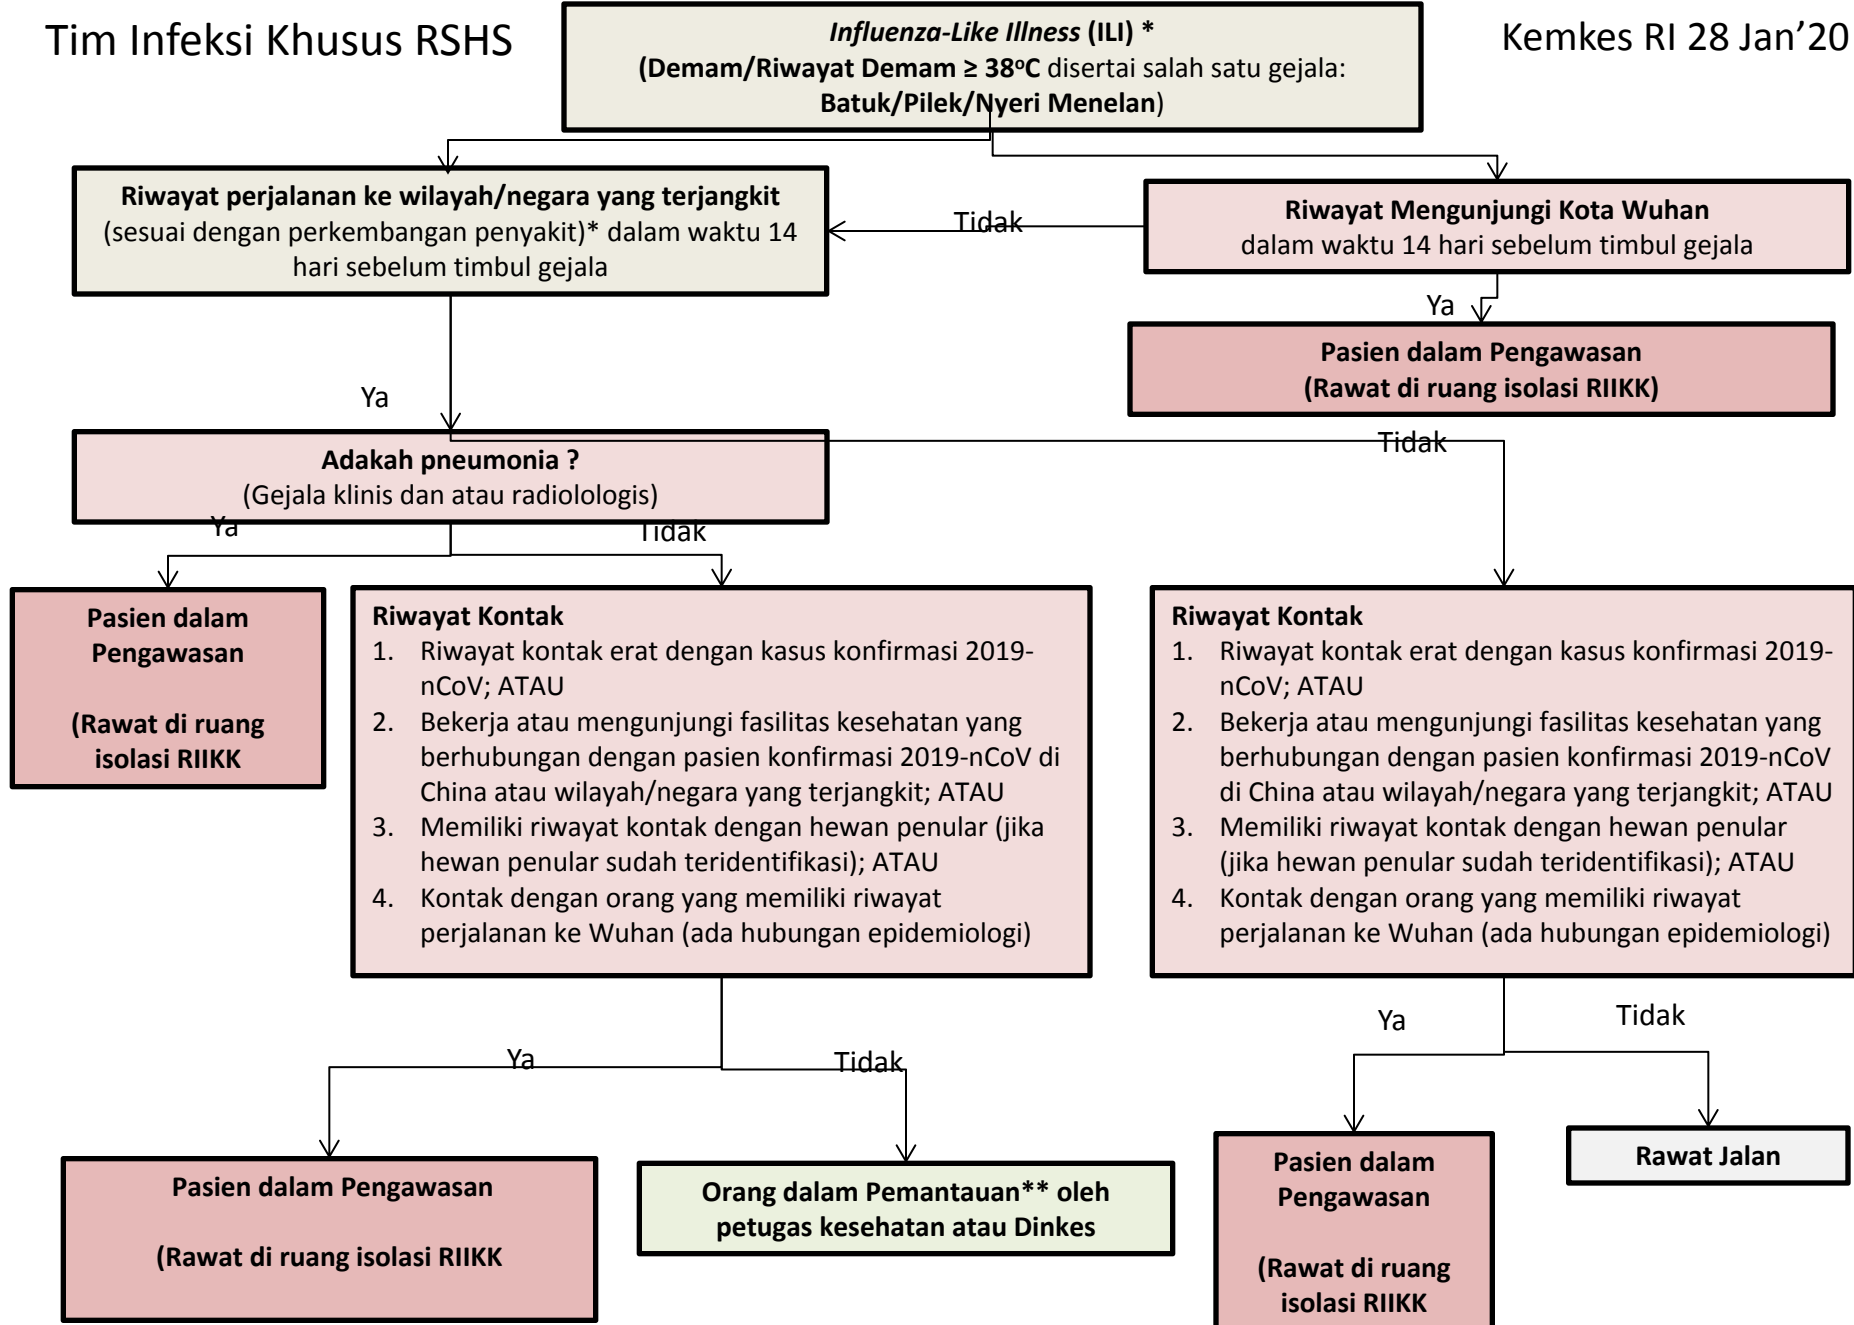 Tim Infeksi Khusus RSHS
Kemkes RI 28 Jan’20
Influenza-Like Illness (ILI) *
(Demam/Riwayat Demam ≥ 38°C disertai salah satu gejala:
Batuk/Pilek/Nyeri Menelan)
Riwayat perjalanan ke wilayah/negara yang terjangkit
(sesuai dengan perkembangan penyakit)* dalam waktu 14
hari sebelum timbul gejala
Tidak
Riwayat Mengunjungi Kota Wuhan
dalam waktu 14 hari sebelum timbul gejala
Ya
Pasien dalam Pengawasan
(Rawat di ruang isolasi RIIKK)
Ya
Tidak
Adakah pneumonia ?
(Gejala klinis dan atau radiolologis)
Ya
Tidak
Pasien dalam
Pengawasan
(Rawat di ruang
isolasi RIIKK
Riwayat Kontak
1. Riwayat kontak erat dengan kasus konfirmasi 2019-
nCoV; ATAU
2. Bekerja atau mengunjungi fasilitas kesehatan yang
berhubungan dengan pasien konfirmasi 2019-nCoV di
China atau wilayah/negara yang terjangkit; ATAU
3. Memiliki riwayat kontak dengan hewan penular (jika
hewan penular sudah teridentifikasi); ATAU
4. Kontak dengan orang yang memiliki riwayat
perjalanan ke Wuhan (ada hubungan epidemiologi)
Riwayat Kontak
1. Riwayat kontak erat dengan kasus konfirmasi 2019-
nCoV; ATAU
2. Bekerja atau mengunjungi fasilitas kesehatan yang
berhubungan dengan pasien konfirmasi 2019-nCoV
di China atau wilayah/negara yang terjangkit; ATAU
3. Memiliki riwayat kontak dengan hewan penular
(jika hewan penular sudah teridentifikasi); ATAU
4. Kontak dengan orang yang memiliki riwayat
perjalanan ke Wuhan (ada hubungan epidemiologi)
Ya
Tidak
Ya
Tidak
Pasien dalam Pengawasan
(Rawat di ruang isolasi RIIKK
Orang dalam Pemantauan** oleh
petugas kesehatan atau Dinkes
Pasien dalam
Pengawasan
(Rawat di ruang
isolasi RIIKK
Rawat Jalan